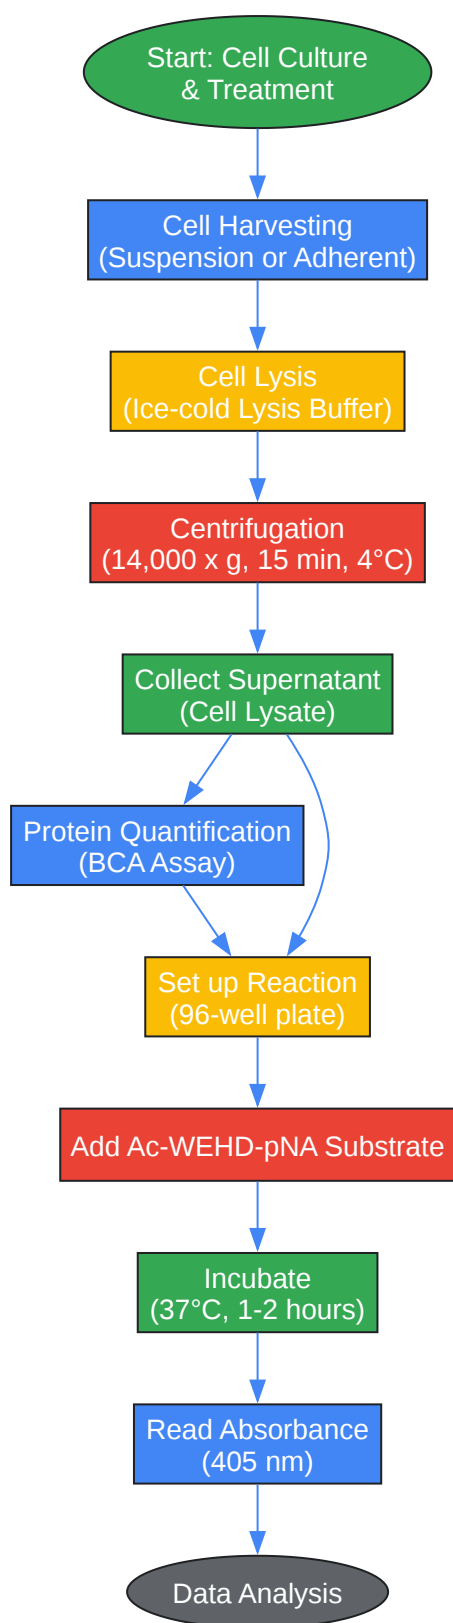 Start: Cell Culture
& Treatment
Cell Harvesting
(Suspension or Adherent)
Cell Lysis
(Ice-cold Lysis Buffer)
Centrifugation
(14,000 x g, 15 min, 4°C)
Collect Supernatant
(Cell Lysate)
Protein Quantification
(BCA Assay)
Set up Reaction
(96-well plate)
Add Ac-WEHD-pNA Substrate
Incubate
(37°C, 1-2 hours)
Read Absorbance
(405 nm)
Data Analysis